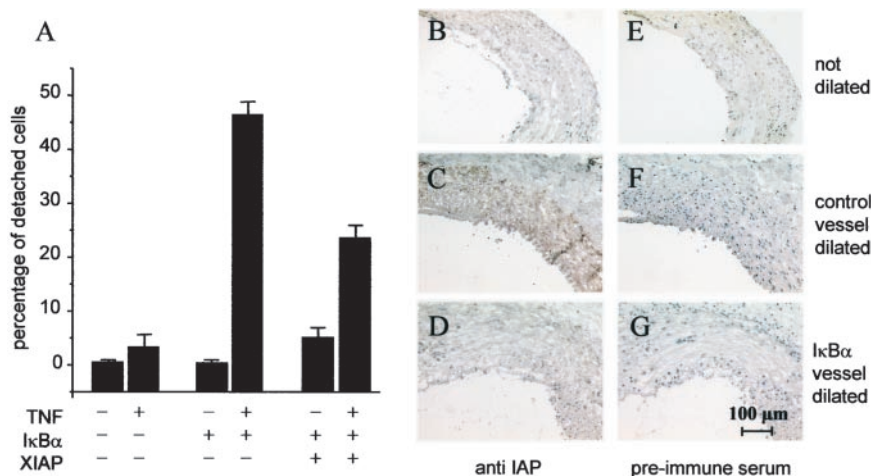 A
percentage of detached cells
50
40
30
20
10
0
TNF – + – + – +
IκBα – – + + + +
XIAP – – – – + +
B
E
not
dilated
C
F
control
vessel
dilated
D
G
100 μm
IκBα
vessel
dilated
anti IAP
pre-immune serum